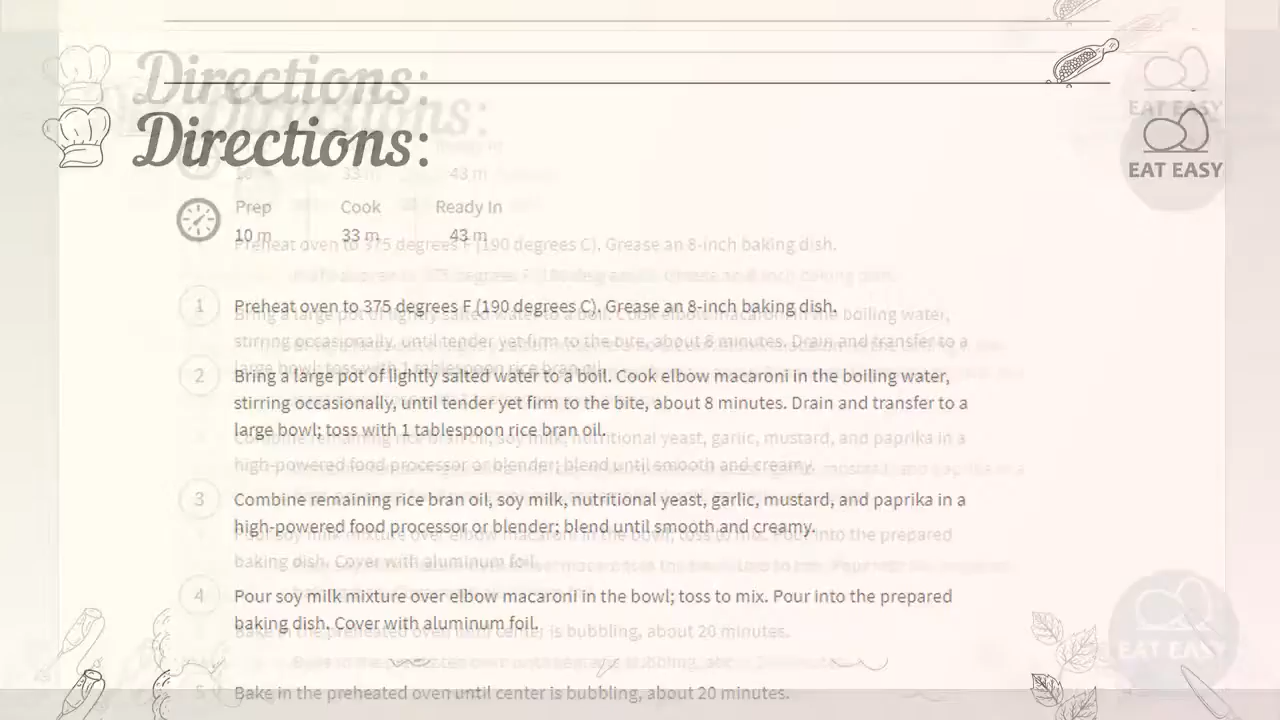 Directions:
EAT EASY
Prep Cook Ready In
10 m 33 m 43 m
1 Preheat oven to 375 degrees F (190 degrees C). Grease an 8-inch baking dish.
2 Bring a large pot of lightly salted water to a boil. Cook elbow macaroni in the boiling water,
stirring occasionally, until tender yet firm to the bite, about 8 minutes. Drain and transfer to a
large bowl; toss with 1 tablespoon rice bran oil.
3 Combine remaining rice bran oil, soy milk, nutritional yeast, garlic, mustard, and paprika in a
high-powered food processor or blender; blend until smooth and creamy.
4 Pour soy milk mixture over elbow macaroni in the bowl; toss to mix. Pour into the prepared
baking dish. Cover with aluminum foil.
EAT EASY
5 Bake in the preheated oven until center is bubbling, about 20 minutes.